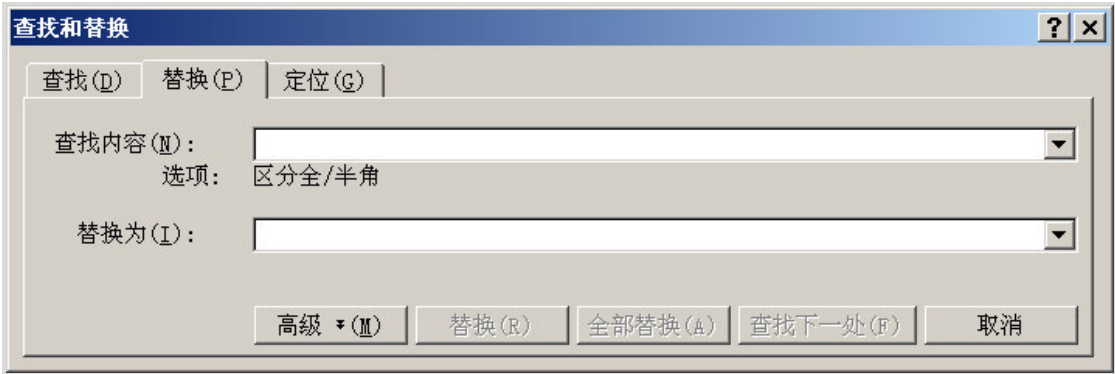 查找和替换
查找(D) 替换(P) 定位(G)
查找内容(N):
选项: 区分全/半角
替换为(I):
高级 ▼(M) 替换(R) 全部替换(A) 查找下一处(F) 取消